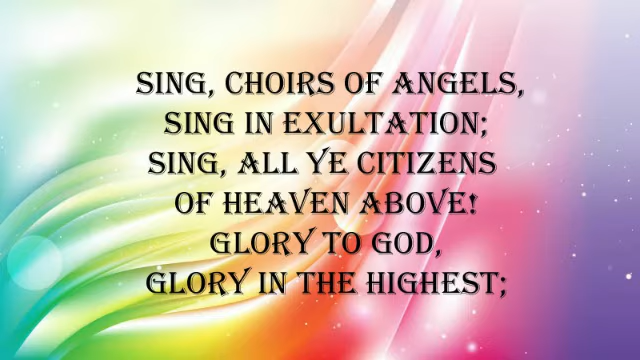 SING, CHOIRS OF ANGELS,
SING IN EXULTATION;
SING, ALL YE CITIZENS
OF HEAVEN ABOVE!
GLORY TO GOD,
GLORY IN THE HIGHEST;